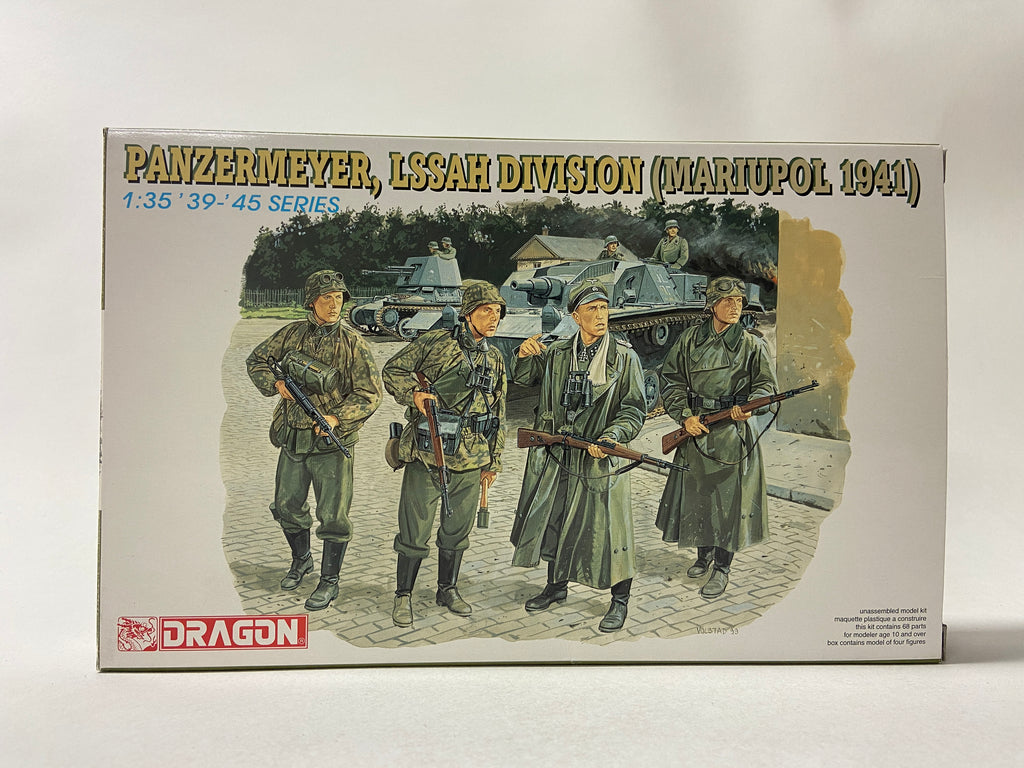 PANZERMEYER, LSSAH DIVISION (MARIUPOL 1941)
1:35 '39-'45 SERIES
VOLSTAD 93
DRAGON®
unassembled model kit
maquette plastique a construire
this kit contains 68 parts
for modeler age 10 and over
box contains model of four figures